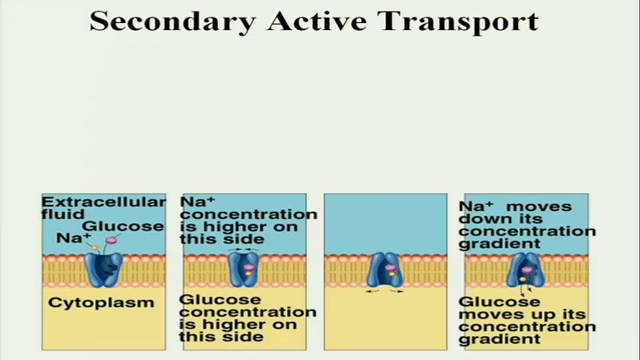 Secondary Active Transport
Extracellular
fluid
Glucose
Na+
Cytoplasm
Na+
concentration
is higher on
this side
Glucose
concentration
is higher on
this side
Na+ moves
down its
concentration
gradient
Glucose
moves up its
concentration
gradient